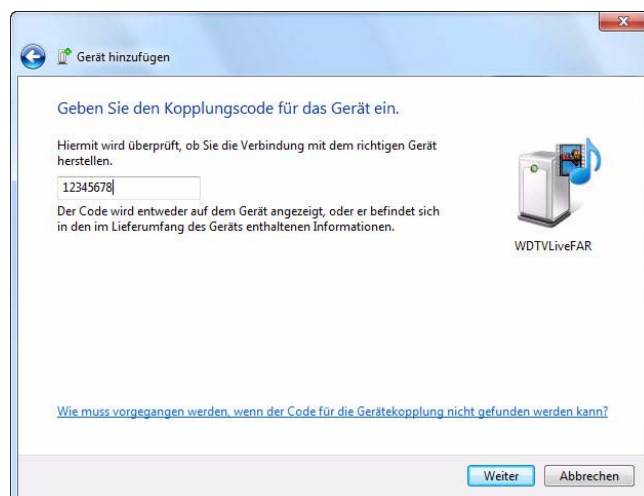 Gerät hinzufügen
Geben Sie den Kopplungscode für das Gerät ein.
Hiermit wird überprüft, ob Sie die Verbindung mit dem richtigen Gerät
herstellen.
12345678
Der Code wird entweder auf dem Gerät angezeigt, oder er befindet sich
in den im Lieferumfang des Geräts enthaltenen Informationen.
WDTVLiveFAR
Wie muss vorgegangen werden, wenn der Code für die Gerätekopplung nicht gefunden werden kann?
Weiter Abbrechen